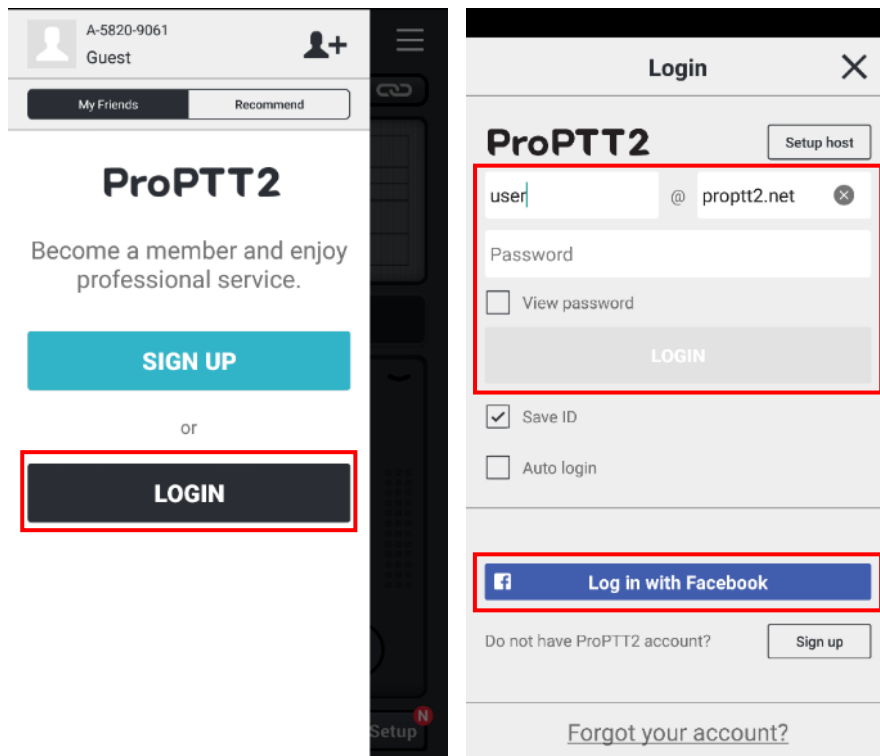 A-5820-9061
Guest
My Friends
Recommend
ProPTT2
Become a member and enjoy
professional service.
SIGN UP
or
LOGIN
Setup
N
Login
ProPTT2
Setup host
user
@
proptt2.net
Password
View password
LOGIN
Save ID
Auto login
Log in with Facebook
Do not have ProPTT2 account?
Sign up
Forgot your account?